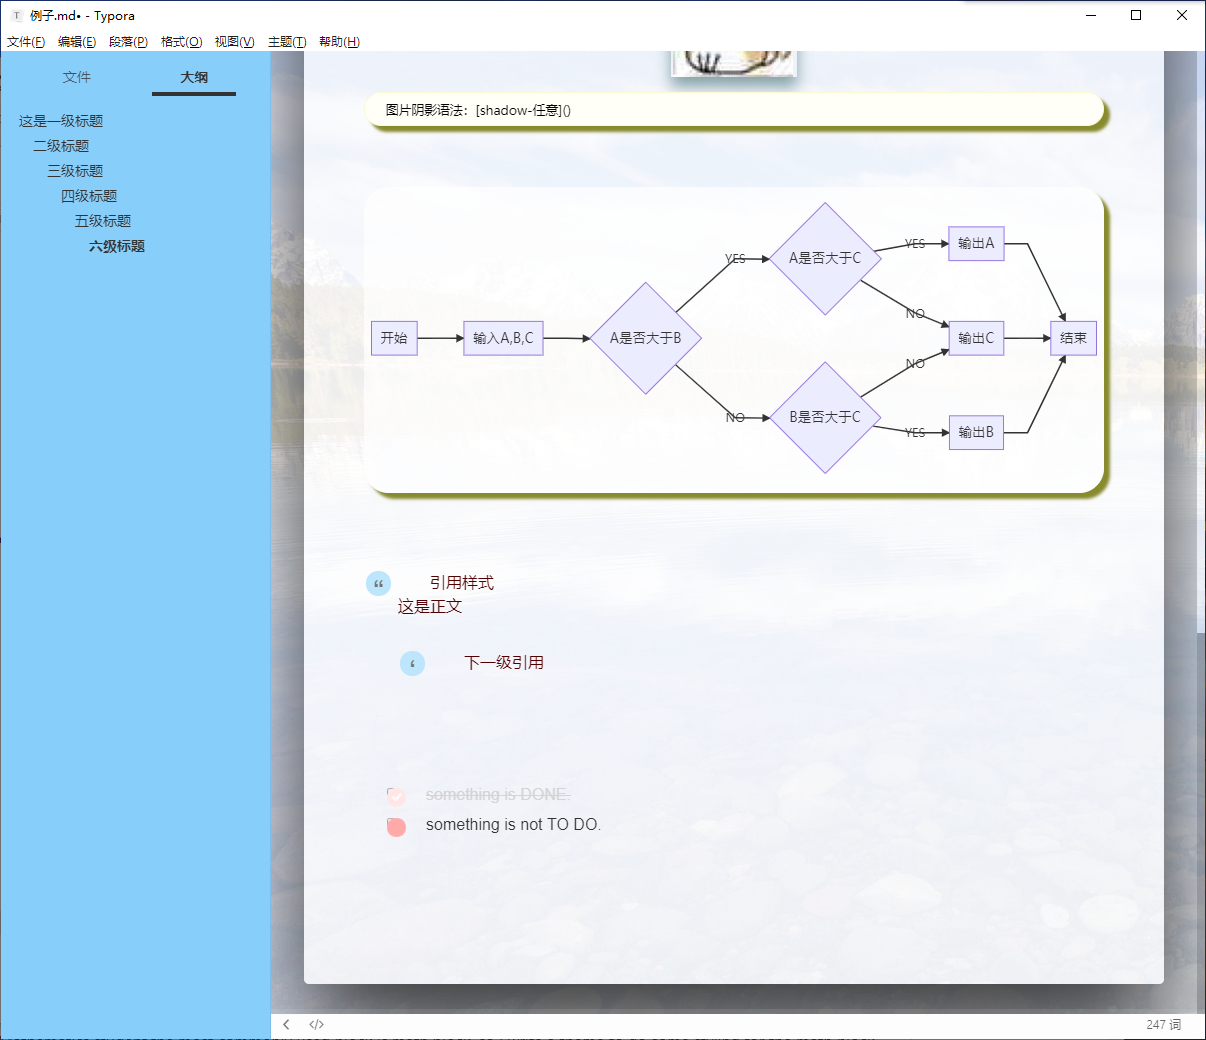 例子.md• - Typora
文件(F) 编辑(E) 段落(P) 格式(O) 视图(V) 主题(T) 帮助(H)
文件 大纲
这是一级标题
二级标题
三级标题
四级标题
五级标题
六级标题
图片阴影语法：[shadow-任意]()
开始
输入A,B,C
A是否大于B
YES
NO
A是否大于C
B是否大于C
YES
NO
NO
YES
输出A
输出C
输出B
结束
引用样式
这是正文
下一级引用
something is DONE.
something is not TO DO.
247 词